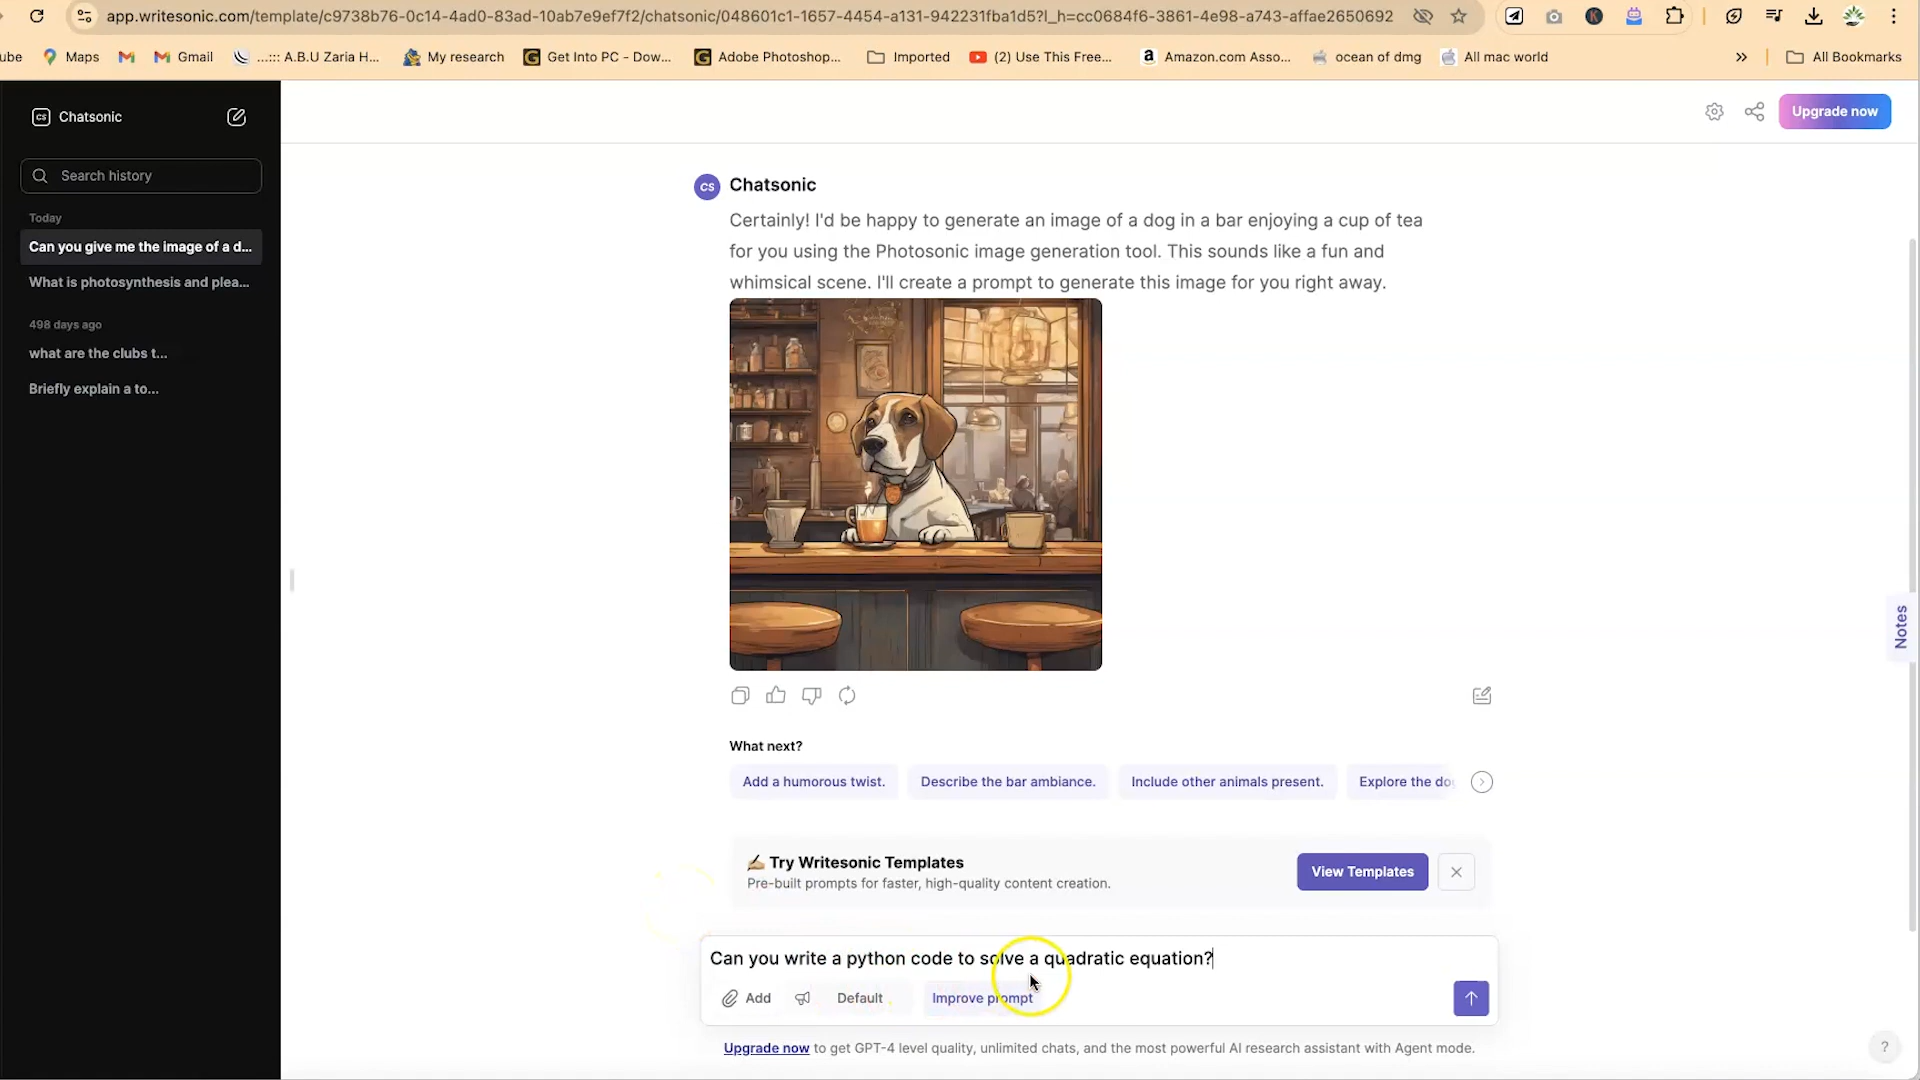 app.writesonic.com/template/c9738b76-0c14-4ad0-83ad-10ab7e9ef7f2/chatsonic/048601c1-1657-4454-a131-942231fba1d5?l_h=cc0684f6-3861-4e98-a743-affae2650692
ube Maps Gmail ...::: A.B.U Zaria H... My research Get Into PC - Dow... Adobe Photoshop... Imported (2) Use This Free... Amazon.com Asso... ocean of dmg All mac world » All Bookmarks
CS Chatsonic
Upgrade now
Search history
Today
Can you give me the image of a d...
What is photosynthesis and plea...
498 days ago
what are the clubs t...
Briefly explain a to...
CS Chatsonic
Certainly! I'd be happy to generate an image of a dog in a bar enjoying a cup of tea
for you using the Photosonic image generation tool. This sounds like a fun and
whimsical scene. I'll create a prompt to generate this image for you right away.
Notes
What next?
Add a humorous twist. Describe the bar ambiance. Include other animals present. Explore the do
Try Writesonic Templates
Pre-built prompts for faster, high-quality content creation.
View Templates
Can you write a python code to solve a quadratic equation?
Add Default Improve prompt
Upgrade now to get GPT-4 level quality, unlimited chats, and the most powerful AI research assistant with Agent mode.
?